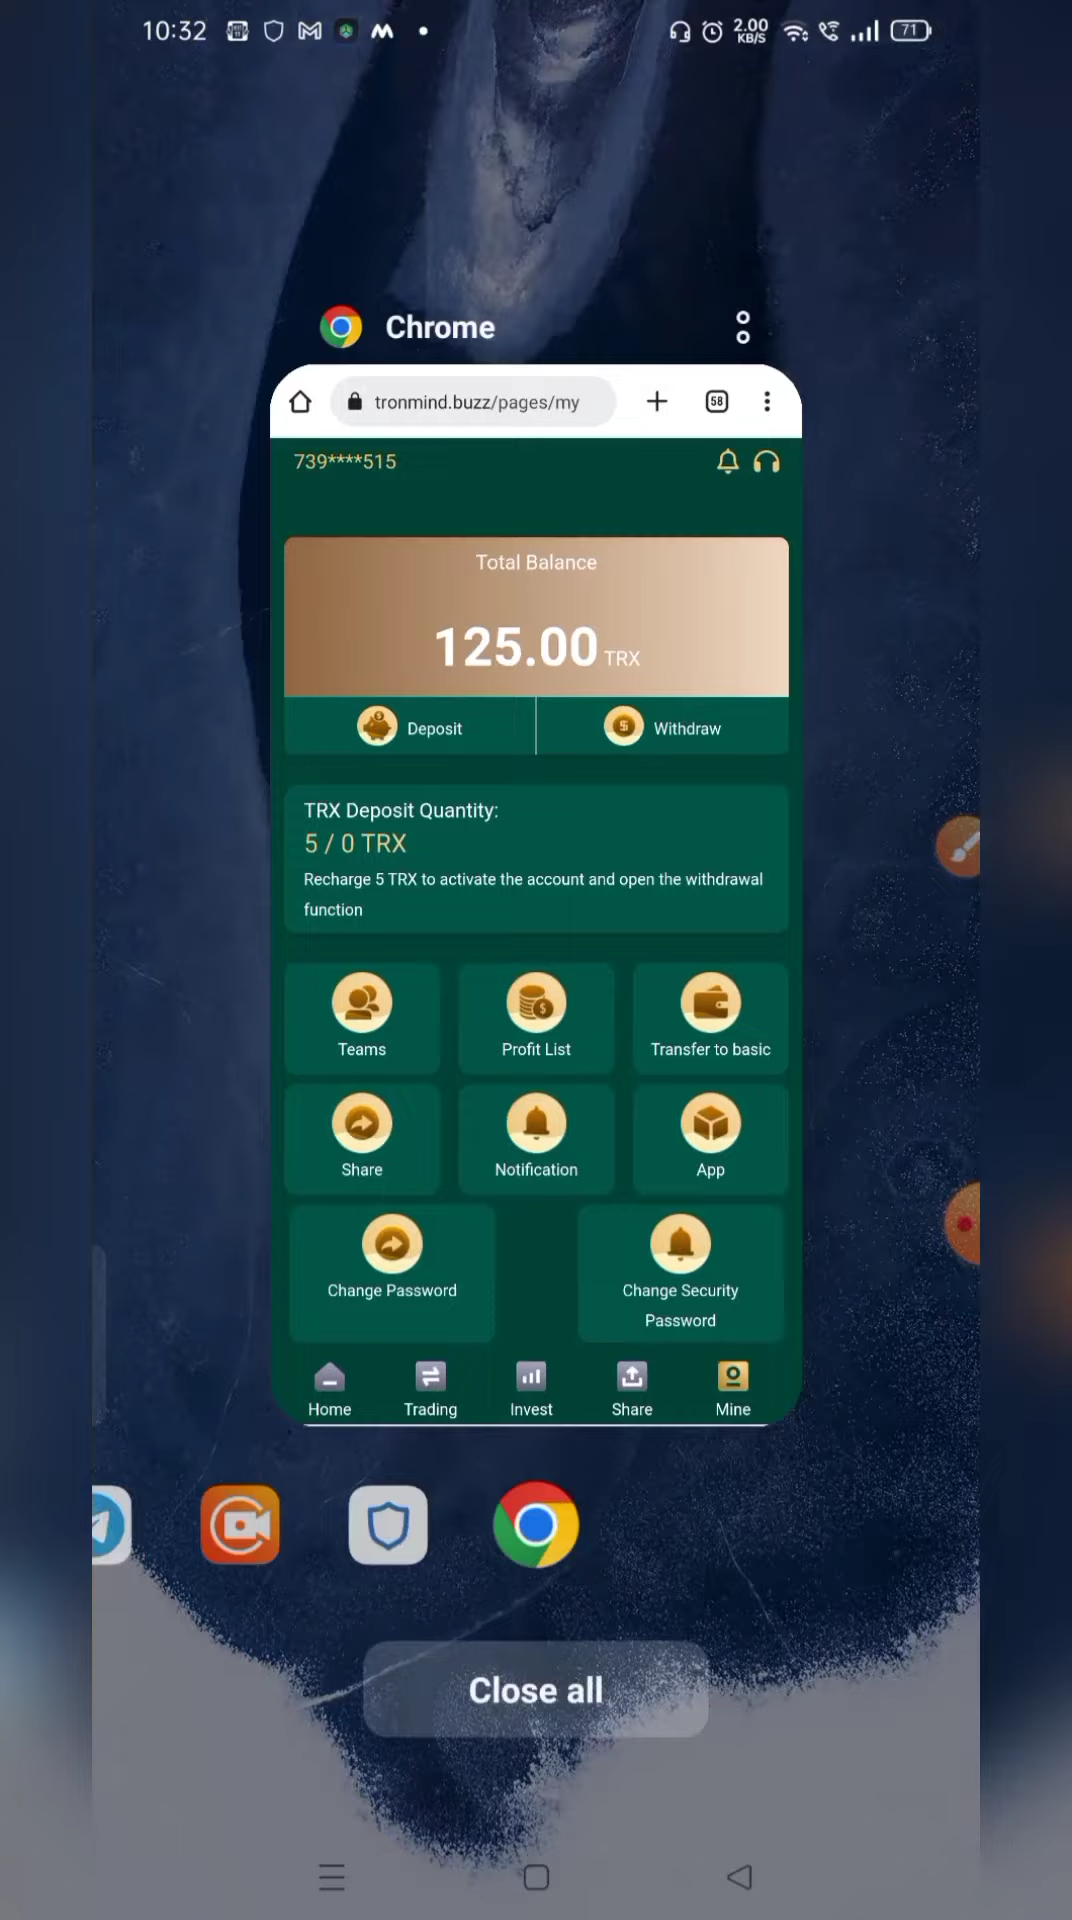 10:32
2.00
KB/S
71
Chrome
tronmind.buzz/pages/my
58
739****515
Total Balance
125.00 TRX
Deposit
Withdraw
TRX Deposit Quantity:
5 / 0 TRX
Recharge 5 TRX to activate the account and open the withdrawal
function
Teams
Profit List
Transfer to basic
Share
Notification
App
Change Password
Change Security
Password
Home
Trading
Invest
Share
Mine
Close all